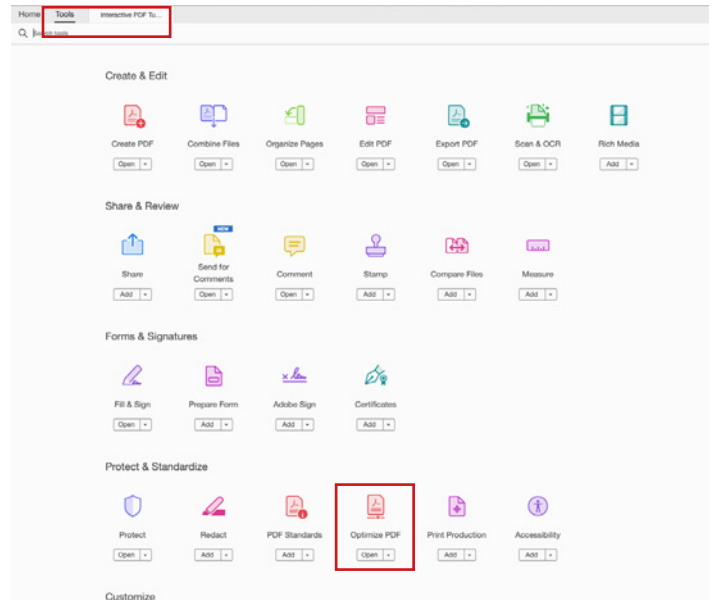 Home Tools Interactive PDF Tu...
Search tools
Create & Edit
Create PDF Combine Files Organize Pages Edit PDF Export PDF Scan & OCR Rich Media
Open Open Open Open Open Open Add
Share & Review
NEW
Share Send for Comment Stamp Compare Files Measure
Comments
Add Open Open Add Add Add
Forms & Signatures
Fill & Sign Prepare Form Adobe Sign Certificates
Open Add Add Add
Protect & Standardize
Protect Redact PDF Standards Optimize PDF Print Production Accessibility
Open Add Add Open Add Add
Customize